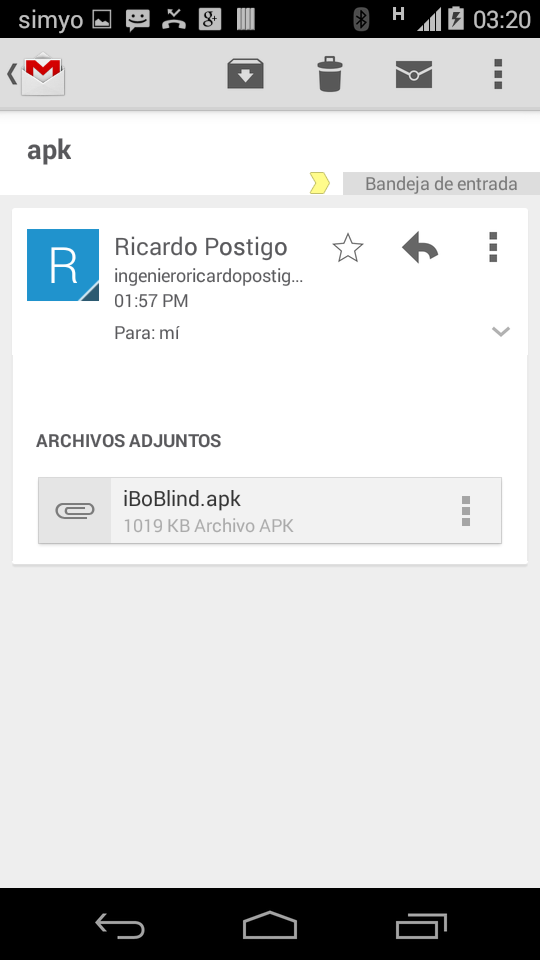 simyo H 03:20
apk
Bandeja de entrada
R
Ricardo Postigo
ingenieroricardopostig...
01:57 PM
Para: mí
ARCHIVOS ADJUNTOS
iBoBlind.apk
1019 KB Archivo APK